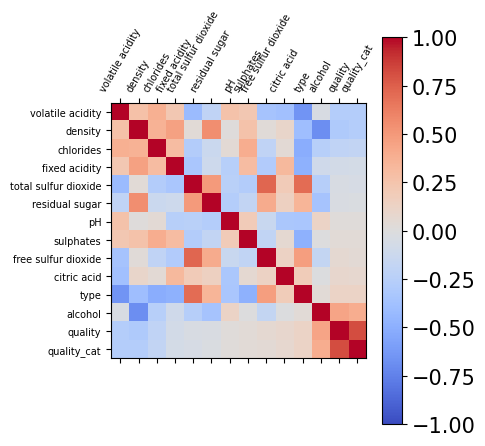 volatile acidity
density
chlorides
fixed acidity
total sulfur dioxide
residual sugar
pH
sulphates
free sulfur dioxide
citric acid
type
alcohol
quality
quality_cat
volatile acidity
density
chlorides
fixed acidity
total sulfur dioxide
residual sugar
pH
sulphates
free sulfur dioxide
citric acid
type
alcohol
quality
quality_cat
1.00
0.75
0.50
0.25
0.00
−0.25
−0.50
−0.75
−1.00